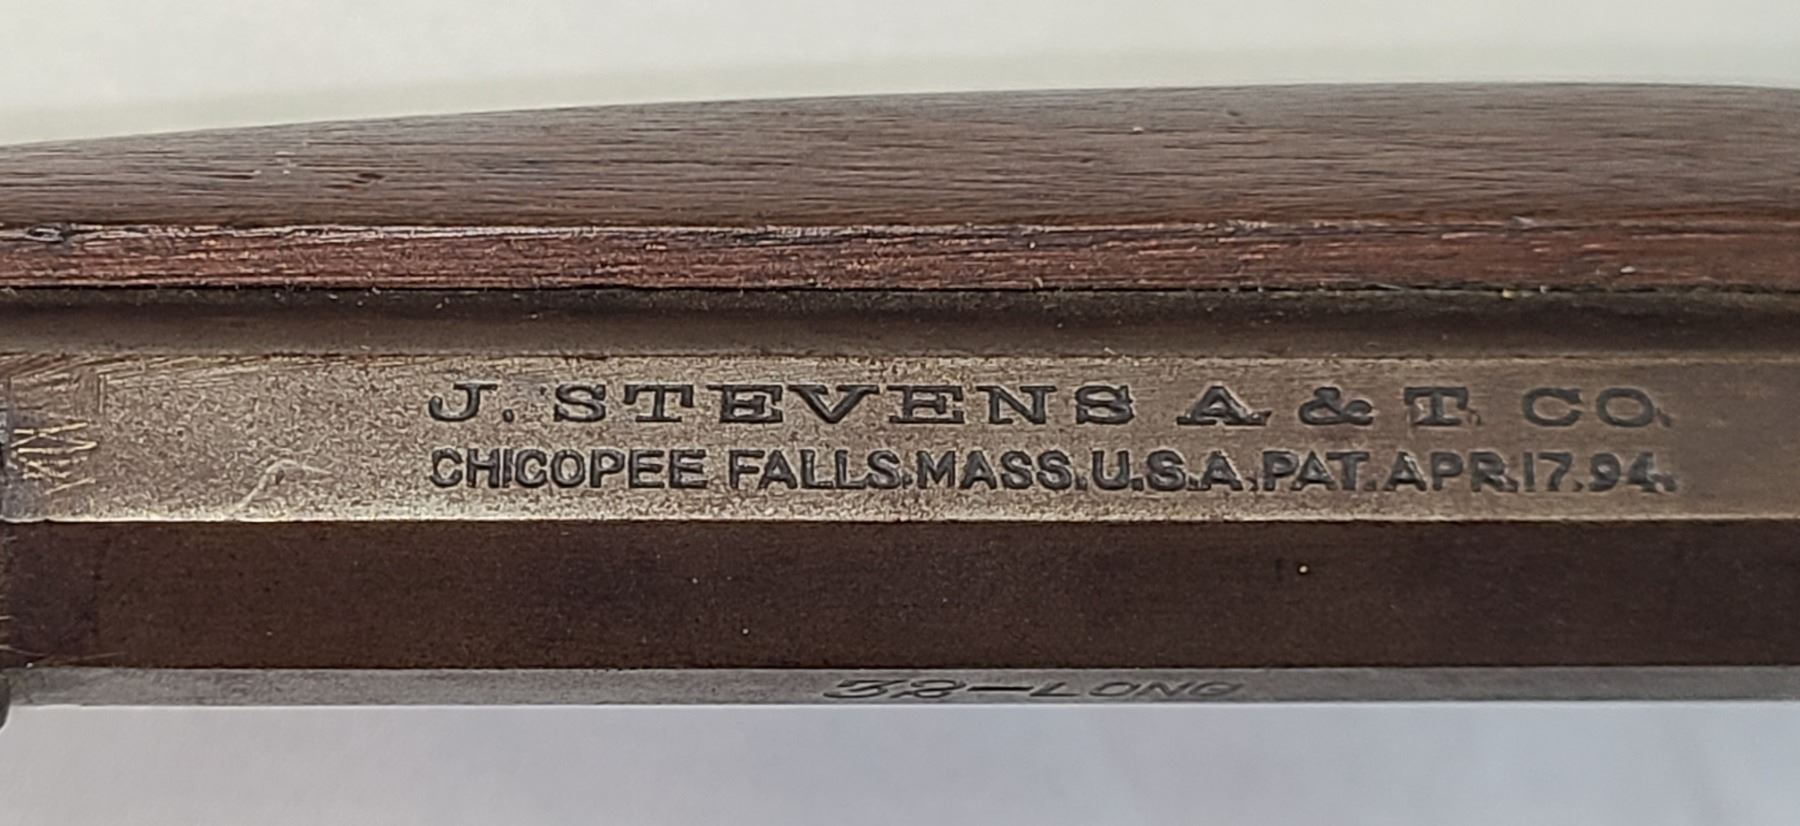 J. STEVENS A. & T. CO.
CHICOPEE FALLS. MASS. U.S.A. PAT. APR. 17. 94.
32-LONG